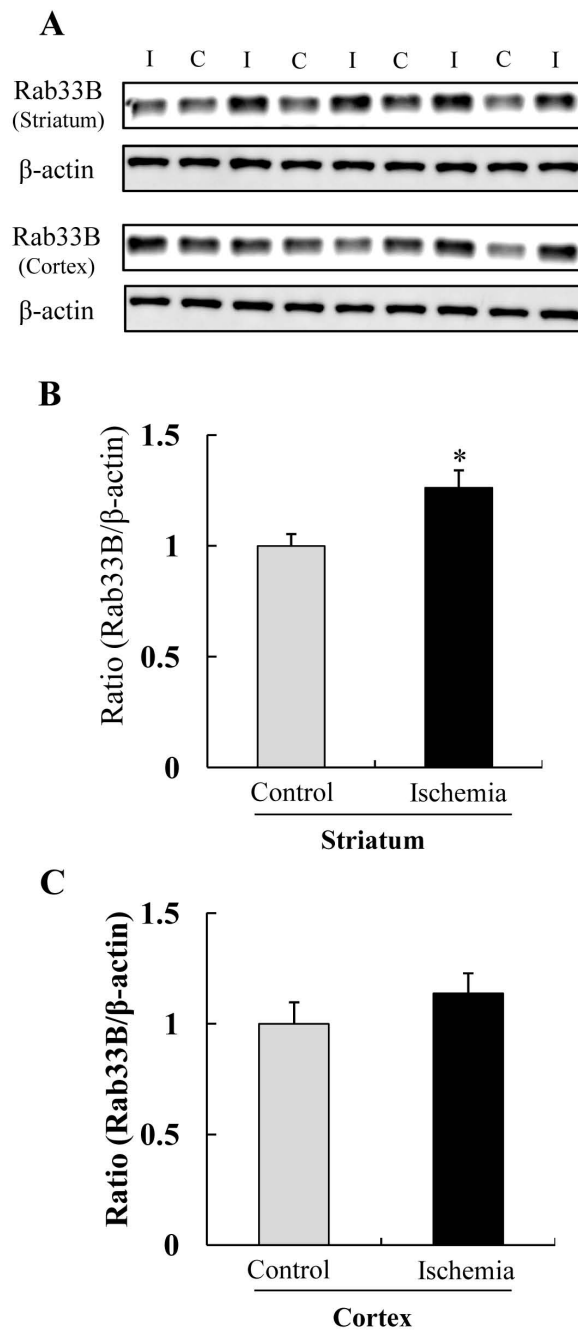 A
I C I C I C I C I
Rab33B
(Striatum)
β-actin
Rab33B
(Cortex)
β-actin
B
Ratio (Rab33B/β-actin)
1.5
1
0.5
0
*
Control Ischemia
Striatum
C
Ratio (Rab33B/β-actin)
1.5
1
0.5
0
Control Ischemia
Cortex